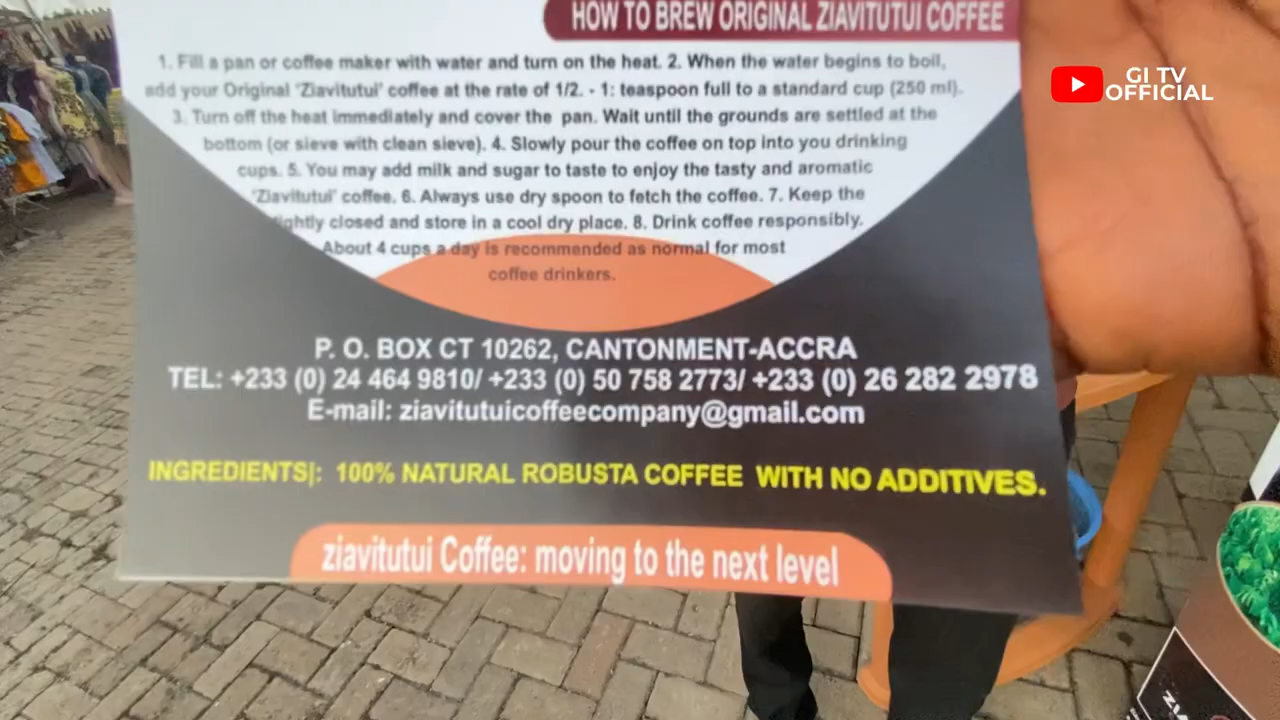 HOW TO BREW ORIGINAL ZIAVITUTUI COFFEE
1. Fill a pan or coffee maker with water and turn on the heat. 2. When the water begins to boil,
add your Original 'Ziavitutui' coffee at the rate of 1/2. - 1: teaspoon full to a standard cup (250 ml).
3. Turn off the heat immediately and cover the pan. Wait until the grounds are settled at the
bottom (or sieve with clean sieve). 4. Slowly pour the coffee on top into you drinking
cups. 5. You may add milk and sugar to taste to enjoy the tasty and aromatic
'Ziavitutui' coffee. 6. Always use dry spoon to fetch the coffee. 7. Keep the
closed and store in a cool dry place. 8. Drink coffee responsibly.
About 4 cups a day is recommended as normal for most
coffee drinkers.
P. O. BOX CT 10262, CANTONMENT-ACCRA
TEL: +233 (0) 24 464 9810/ +233 (0) 50 758 2773/ +233 (0) 26 282 2978
E-mail: ziavitutuicoffeecompany@gmail.com
INGREDIENTS|: 100% NATURAL ROBUSTA COFFEE WITH NO ADDITIVES.
ziavitutui Coffee: moving to the next level
GI TV
OFFICIAL